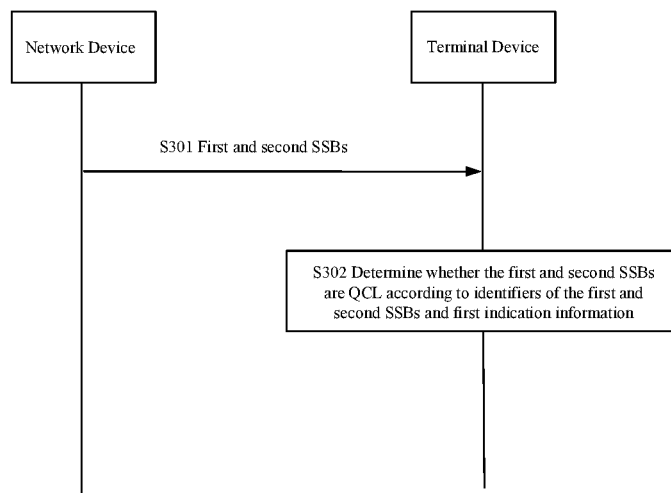 Network Device
Terminal Device
S301 First and second SSBs
S302 Determine whether the first and second SSBs
are QCL according to identifiers of the first and
second SSBs and first indication information